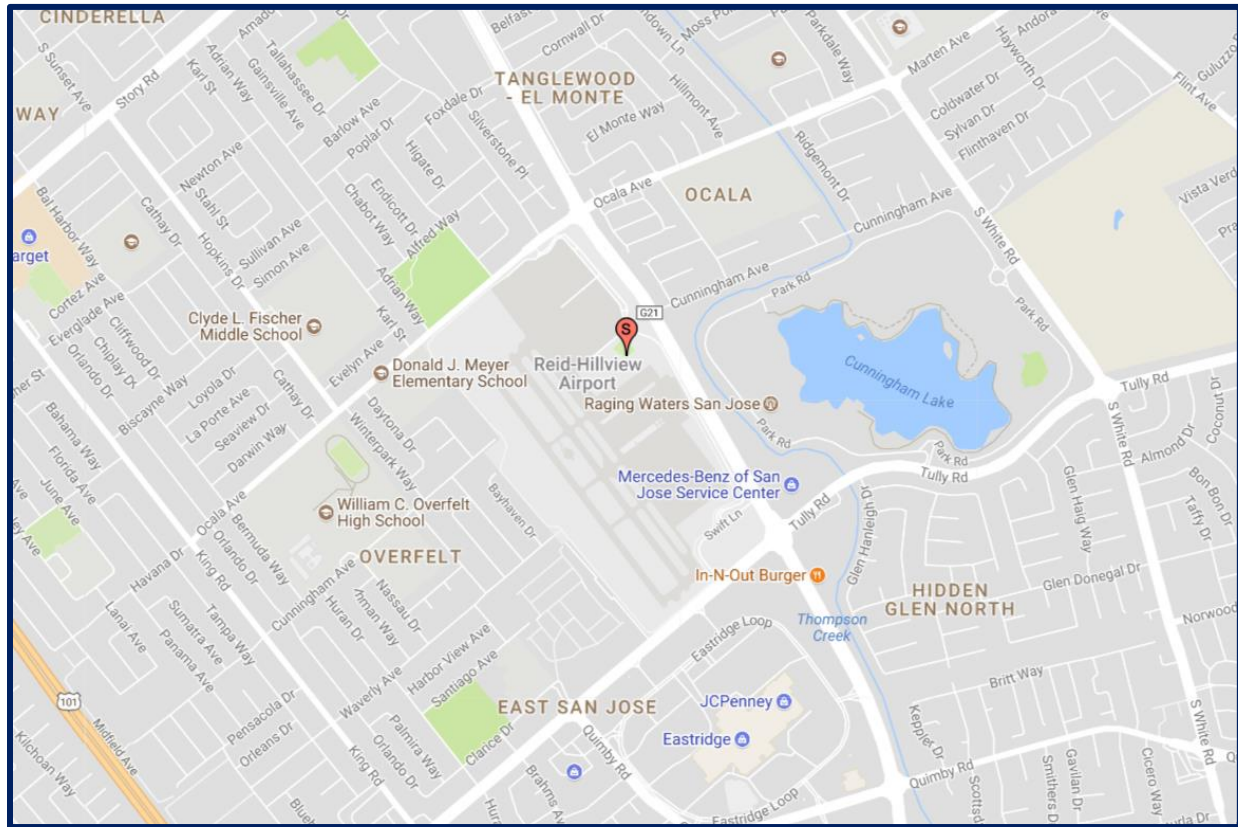 CINDERELLA
S Sunset Ave
Story Rd
Karl St
Adrian Way
Gainsville Ave
Tallahassee Dr
Barlow Ave
Poplar Dr
Foxdale Dr
Silverstone Pl
Cornwall Dr
TANGLEWOOD
- EL MONTE
El Monte Way
Hillmont Ave
Parkdale Way
Marten Ave
Hayworth Dr
Coldwater Dr
Sylvan Dr
Flinthaven Dr
Flint Ave
Vista Verd
WAY
Newton Ave
Stahl St
Higate Dr
Endicott Dr
Chabot Way
Alfred Way
Ocala Ave
OCALA
Ridgemont Dr
Cunningham Ave
S White Rd
Bal Harbor Way
Cathay Dr
Hopkins Dr
Sullivan Ave
Simon Ave
Adrian Way
Karl St
Cunningham Ave
Park Rd
Park Rd
arget
Cortez Ave
Everglade Ave
Cliffwood Dr
Chiplay Dr
Orlando Dr
Clyde L. Fischer
Middle School
Evelyn Ave
G21
S
Reid-Hillview
Airport
Donald J. Meyer
Elementary School
Raging Waters San Jose
Cunningham Lake
Tully Rd
Biscayne Way
Loyola Dr
La Porte Ave
Seaview Dr
Darwin Way
Cathay Dr
Daytona Dr
Winterpark Way
Park Rd
Park Rd
Tully Rd
S White Rd
Almond Dr
Coconut Dr
Bon Bon Dr
Taffy Dr
Bahama Way
Florida Ave
June Ave
Ocala Ave
William C. Overfelt
High School
Bayhaven Dr
Mercedes-Benz of San
Jose Service Center
Swift Ln
Tully Rd
Glen Hanleigh Dr
Glen Haig Way
Havana Dr
Orlando Dr
Bermuda Way
King Rd
OVERFELT
Cunningham Ave
Nassau Dr
Huran Dr
In-N-Out Burger
HIDDEN
GLEN NORTH
Glen Donegal Dr
Norwood
Lanai Ave
Sumatra Ave
Panama Ave
Tampa Way
Harbor View Ave
Santiago Ave
Waverly Ave
Eastridge Loop
Thompson
Creek
Britt Way
101
Midfield Ave
Kilchoan Way
Pensacola Dr
Orleans Dr
King Rd
Orlando Dr
Palmira Way
Clarice Dr
EAST SAN JOSE
JCPenney
Eastridge
Quimby Rd
Brahms Ave
Eastridge Loop
Keppler Dr
Quimby Rd
Smithers Dr
Gavilan Dr
Cicero Way
S White Rd